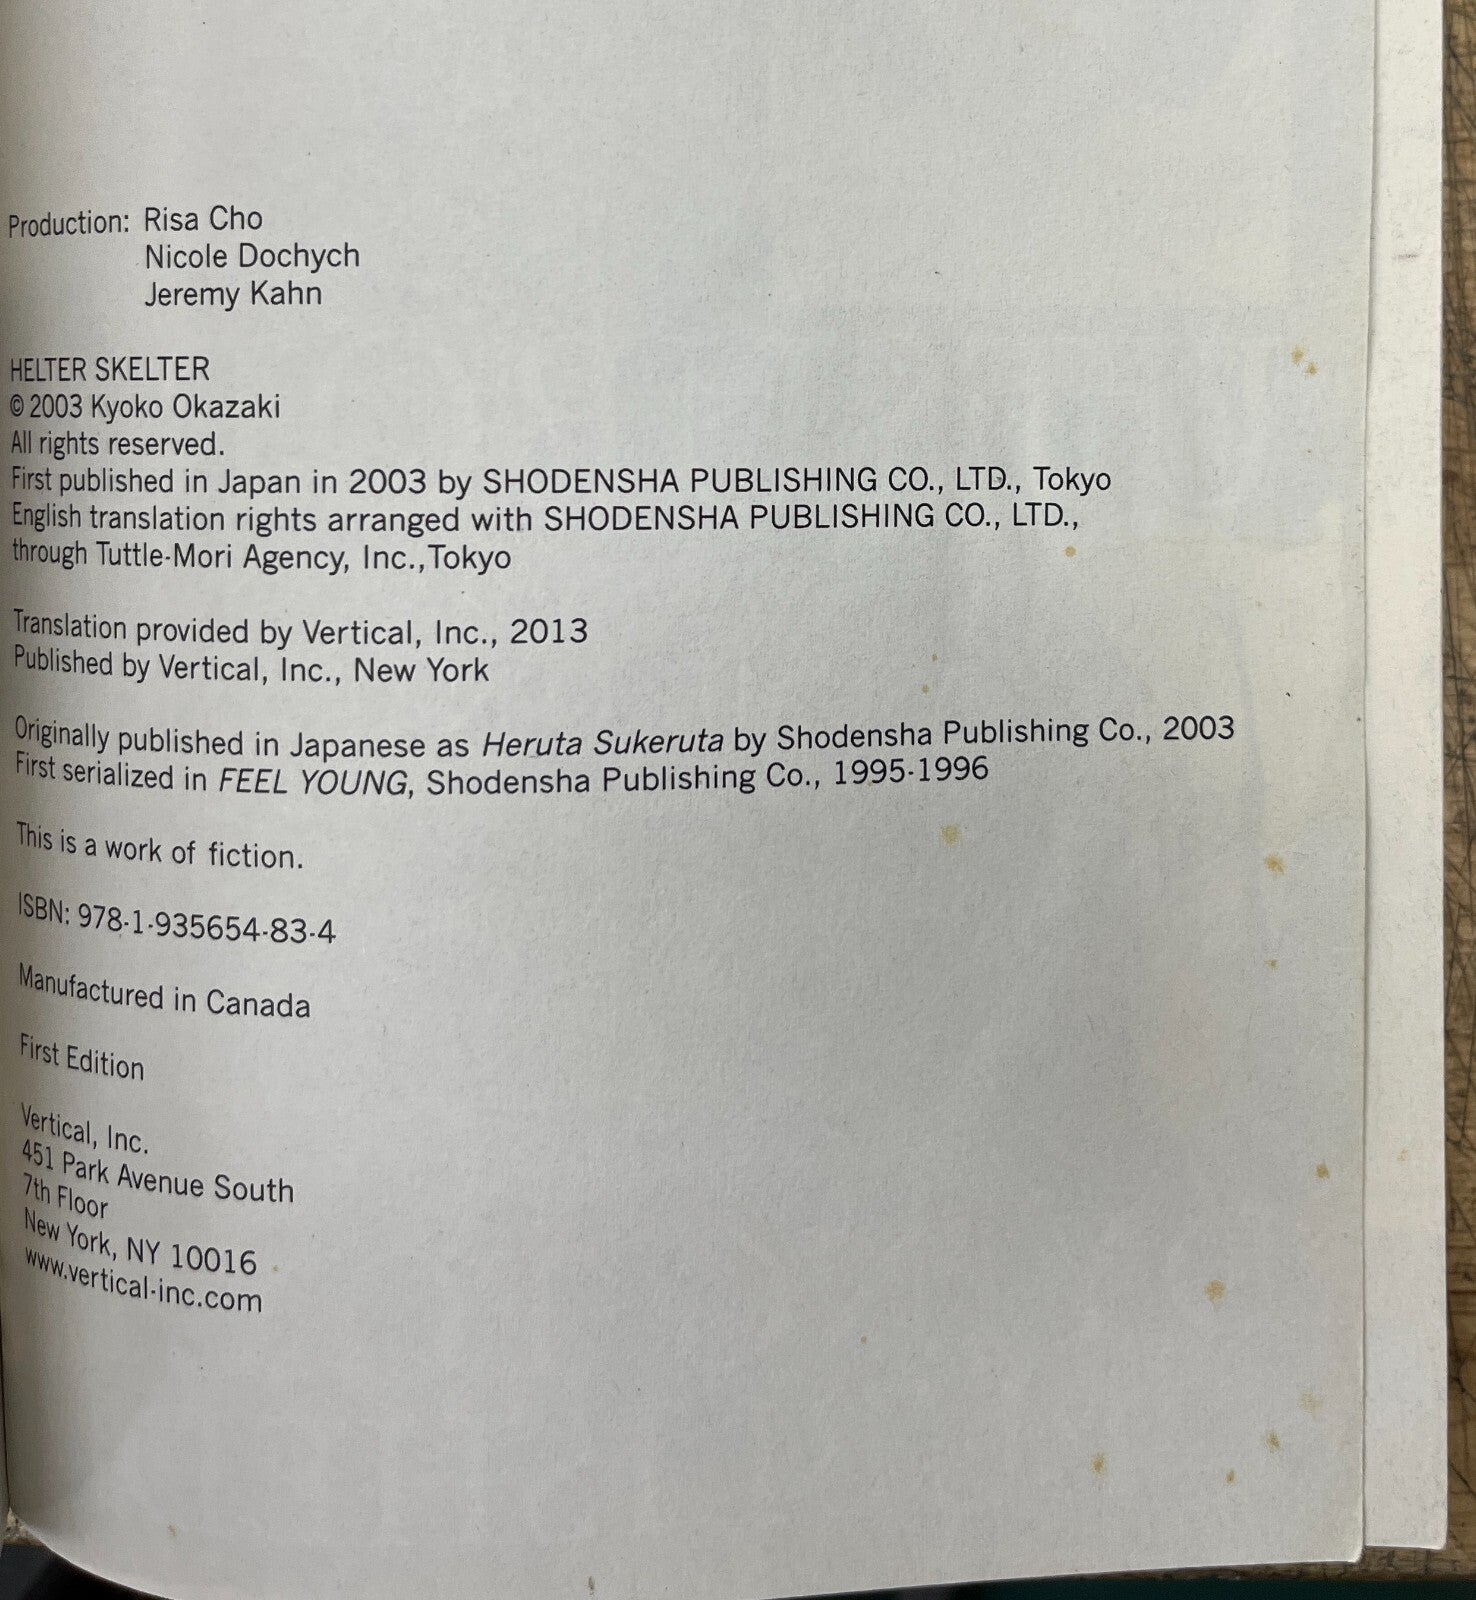 Production: Risa Cho
Nicole Dochych
Jeremy Kahn
HELTER SKELTER
© 2003 Kyoko Okazaki
All rights reserved.
First published in Japan in 2003 by SHODENSHA PUBLISHING CO., LTD., Tokyo
English translation rights arranged with SHODENSHA PUBLISHING CO., LTD.,
through Tuttle-Mori Agency, Inc., Tokyo
Translation provided by Vertical, Inc., 2013
Published by Vertical, Inc., New York
Originally published in Japanese as Heruta Sukeruta by Shodensha Publishing Co., 2003
First serialized in FEEL YOUNG, Shodensha Publishing Co., 1995-1996
This is a work of fiction.
ISBN: 978-1-935654-83-4
Manufactured in Canada
First Edition
Vertical, Inc.
451 Park Avenue South
7th Floor
New York, NY 10016
www.vertical-inc.com